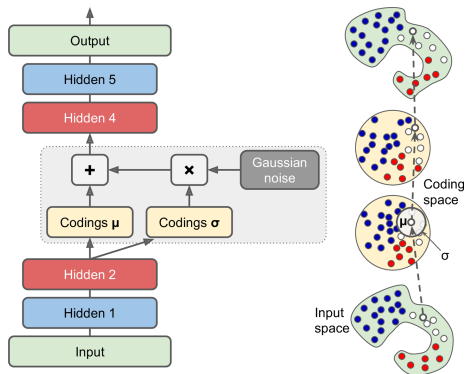 Output
Hidden 5
Hidden 4
+
×
Gaussian
noise
Codings μ
Codings σ
Hidden 2
Hidden 1
Input
Coding
space
μ
σ
Input
space